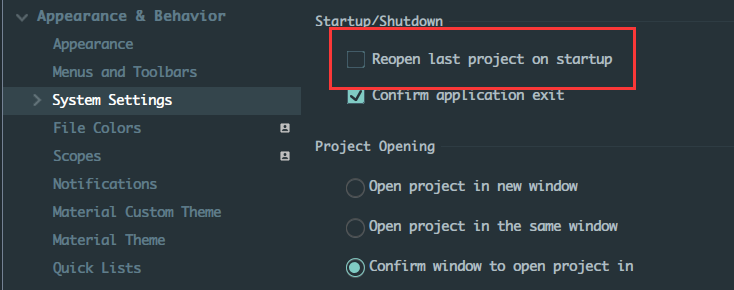 Appearance & Behavior
Appearance
Menus and Toolbars
System Settings
File Colors
Scopes
Notifications
Material Custom Theme
Material Theme
Quick Lists
Startup/Shutdown
Reopen last project on startup
Confirm application exit
Project Opening
Open project in new window
Open project in the same window
Confirm window to open project in